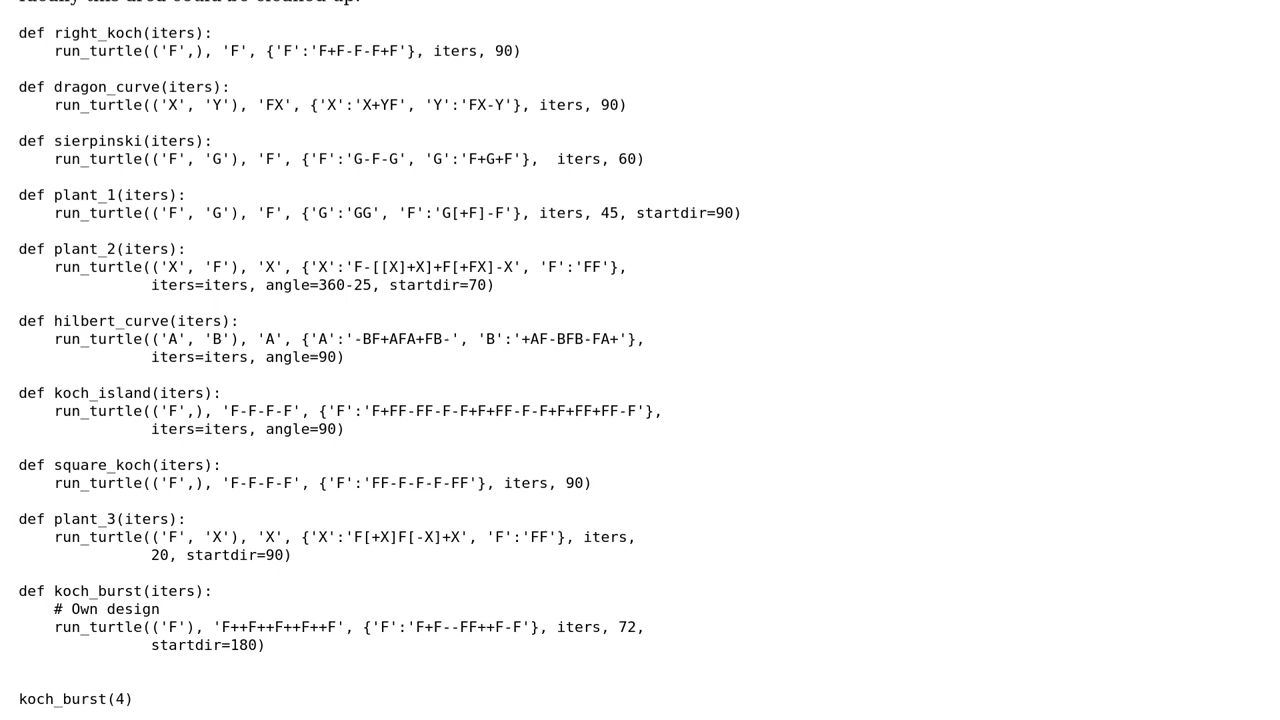 def right_koch(iters):
    run_turtle(('F',), 'F', {'F':'F+F-F-F+F'}, iters, 90)

def dragon_curve(iters):
    run_turtle(('X', 'Y'), 'FX', {'X':'X+YF', 'Y':'FX-Y'}, iters, 90)

def sierpinski(iters):
    run_turtle(('F', 'G'), 'F', {'F':'G-F-G', 'G':'F+G+F'},  iters, 60)

def plant_1(iters):
    run_turtle(('F', 'G'), 'F', {'G':'GG', 'F':'G[+F]-F'}, iters, 45, startdir=90)

def plant_2(iters):
    run_turtle(('X', 'F'), 'X', {'X':'F-[[X]+X]+F[+FX]-X', 'F':'FF'},
               iters=iters, angle=360-25, startdir=70)

def hilbert_curve(iters):
    run_turtle(('A', 'B'), 'A', {'A':'-BF+AFA+FB-', 'B':'+AF-BFB-FA+'},
               iters=iters, angle=90)

def koch_island(iters):
    run_turtle(('F',), 'F-F-F-F', {'F':'F+FF-FF-F-F+F+FF-F-F+F+FF+FF-F'},
               iters=iters, angle=90)

def square_koch(iters):
    run_turtle(('F',), 'F-F-F-F', {'F':'FF-F-F-F-FF'}, iters, 90)

def plant_3(iters):
    run_turtle(('F', 'X'), 'X', {'X':'F[+X]F[-X]+X', 'F':'FF'}, iters,
               20, startdir=90)

def koch_burst(iters):
    # Own design
    run_turtle(('F'), 'F++F++F++F++F', {'F':'F+F--FF++F-F'}, iters, 72,
               startdir=180)


koch_burst(4)